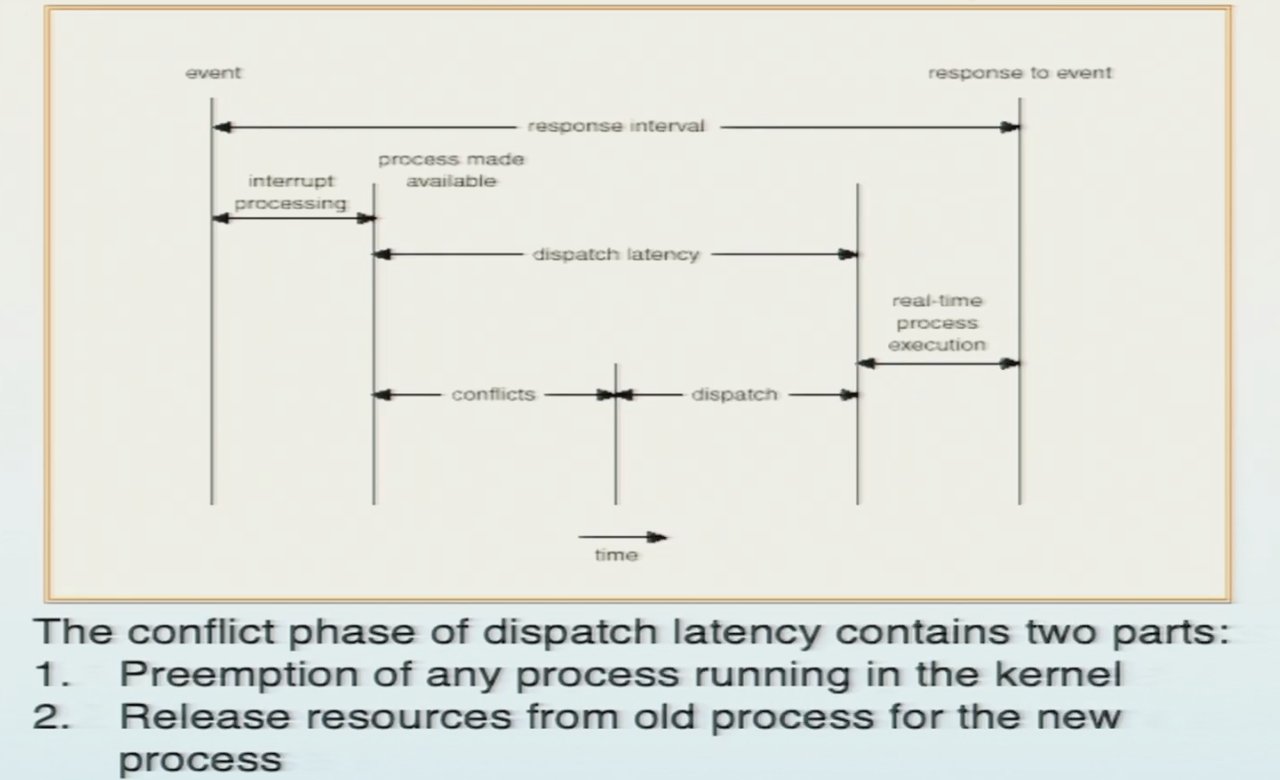 event
response to event
response interval
process made
available
interrupt
processing
dispatch latency
real-time
process
execution
conflicts
dispatch
time
The conflict phase of dispatch latency contains two parts:
1. Preemption of any process running in the kernel
2. Release resources from old process for the new
process